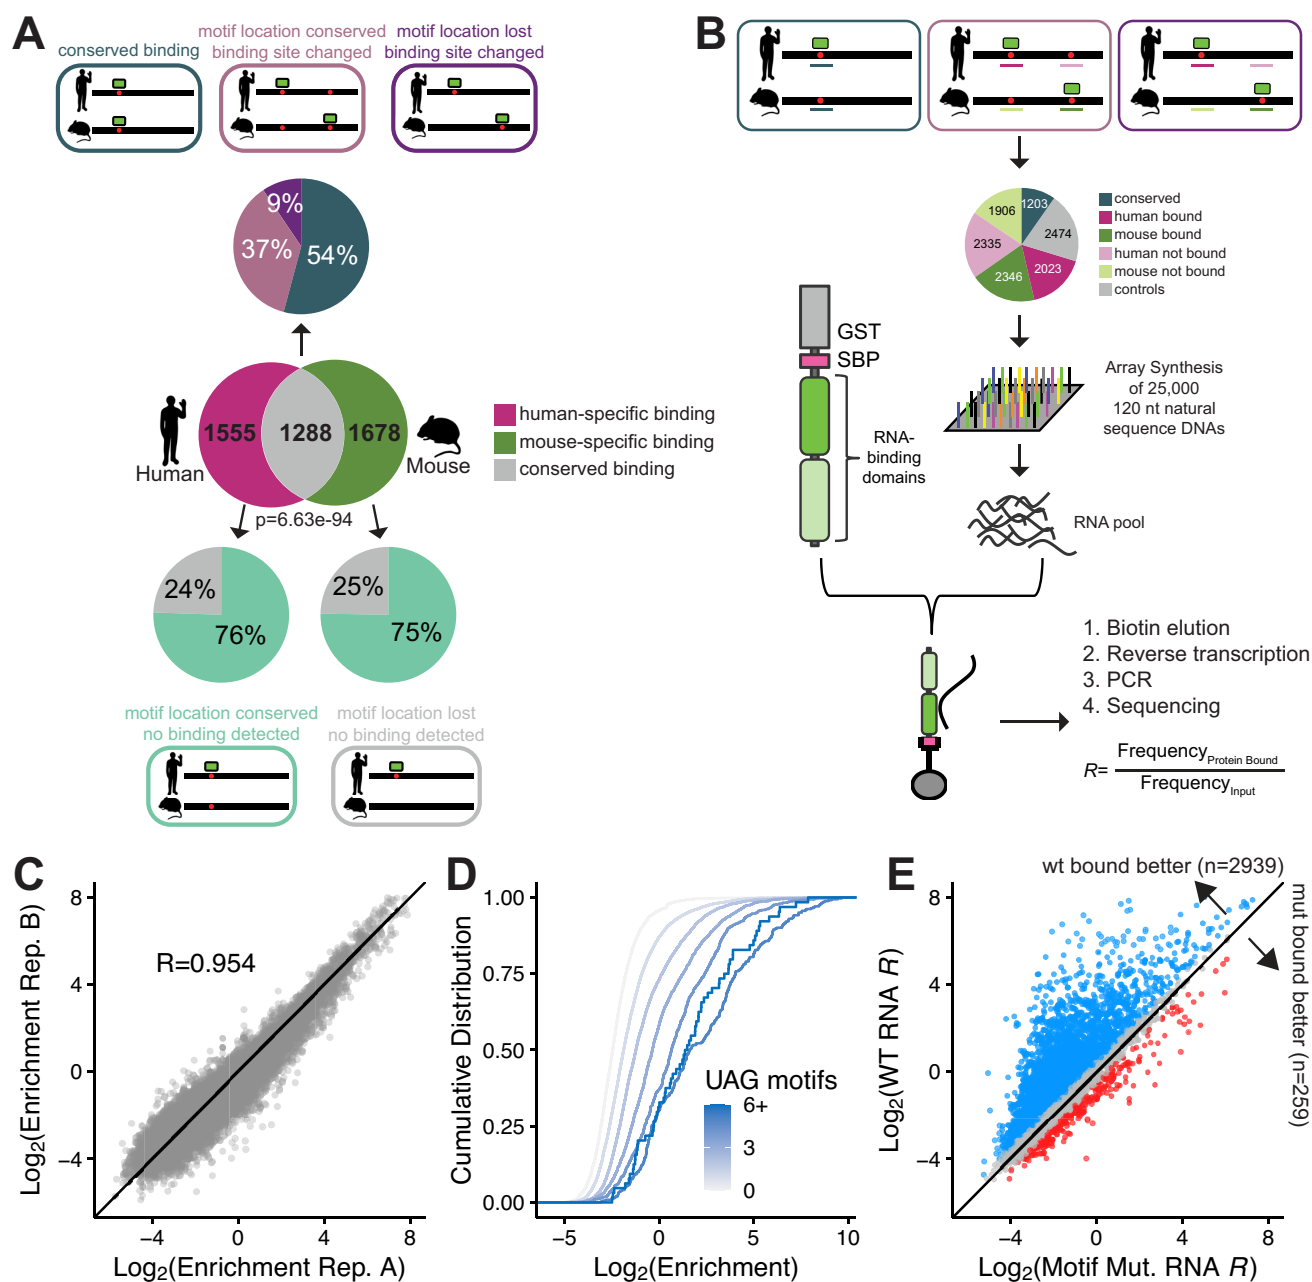 A
conserved binding
motif location conserved
binding site changed
motif location lost
binding site changed
9%
37%
54%
1555
1288
1678
Human
Mouse
p=6.63e-94
human-specific binding
mouse-specific binding
conserved binding
24%
76%
25%
75%
motif location conserved
no binding detected
motif location lost
no binding detected
B
1203
2474
2023
2346
2335
1906
conserved
human bound
mouse bound
human not bound
mouse not bound
controls
GST
SBP
RNA-
binding
domains
Array Synthesis
of 25,000
120 nt natural
sequence DNAs
RNA pool
1. Biotin elution
2. Reverse transcription
3. PCR
4. Sequencing
R= Frequency Protein Bound
Frequency Input
C
Log2(Enrichment Rep. B)
8
4
0
−4
R=0.954
−4 0 4 8
Log2(Enrichment Rep. A)
D
Cumulative Distribution
1.00
0.75
0.50
0.25
0.00
UAG motifs
6+
3
0
−5 0 5 10
Log2(Enrichment)
E
wt bound better (n=2939)
mut bound better (n=259)
Log2(WT RNA R)
8
4
0
−4
−4 0 4 8
Log2(Motif Mut. RNA R)